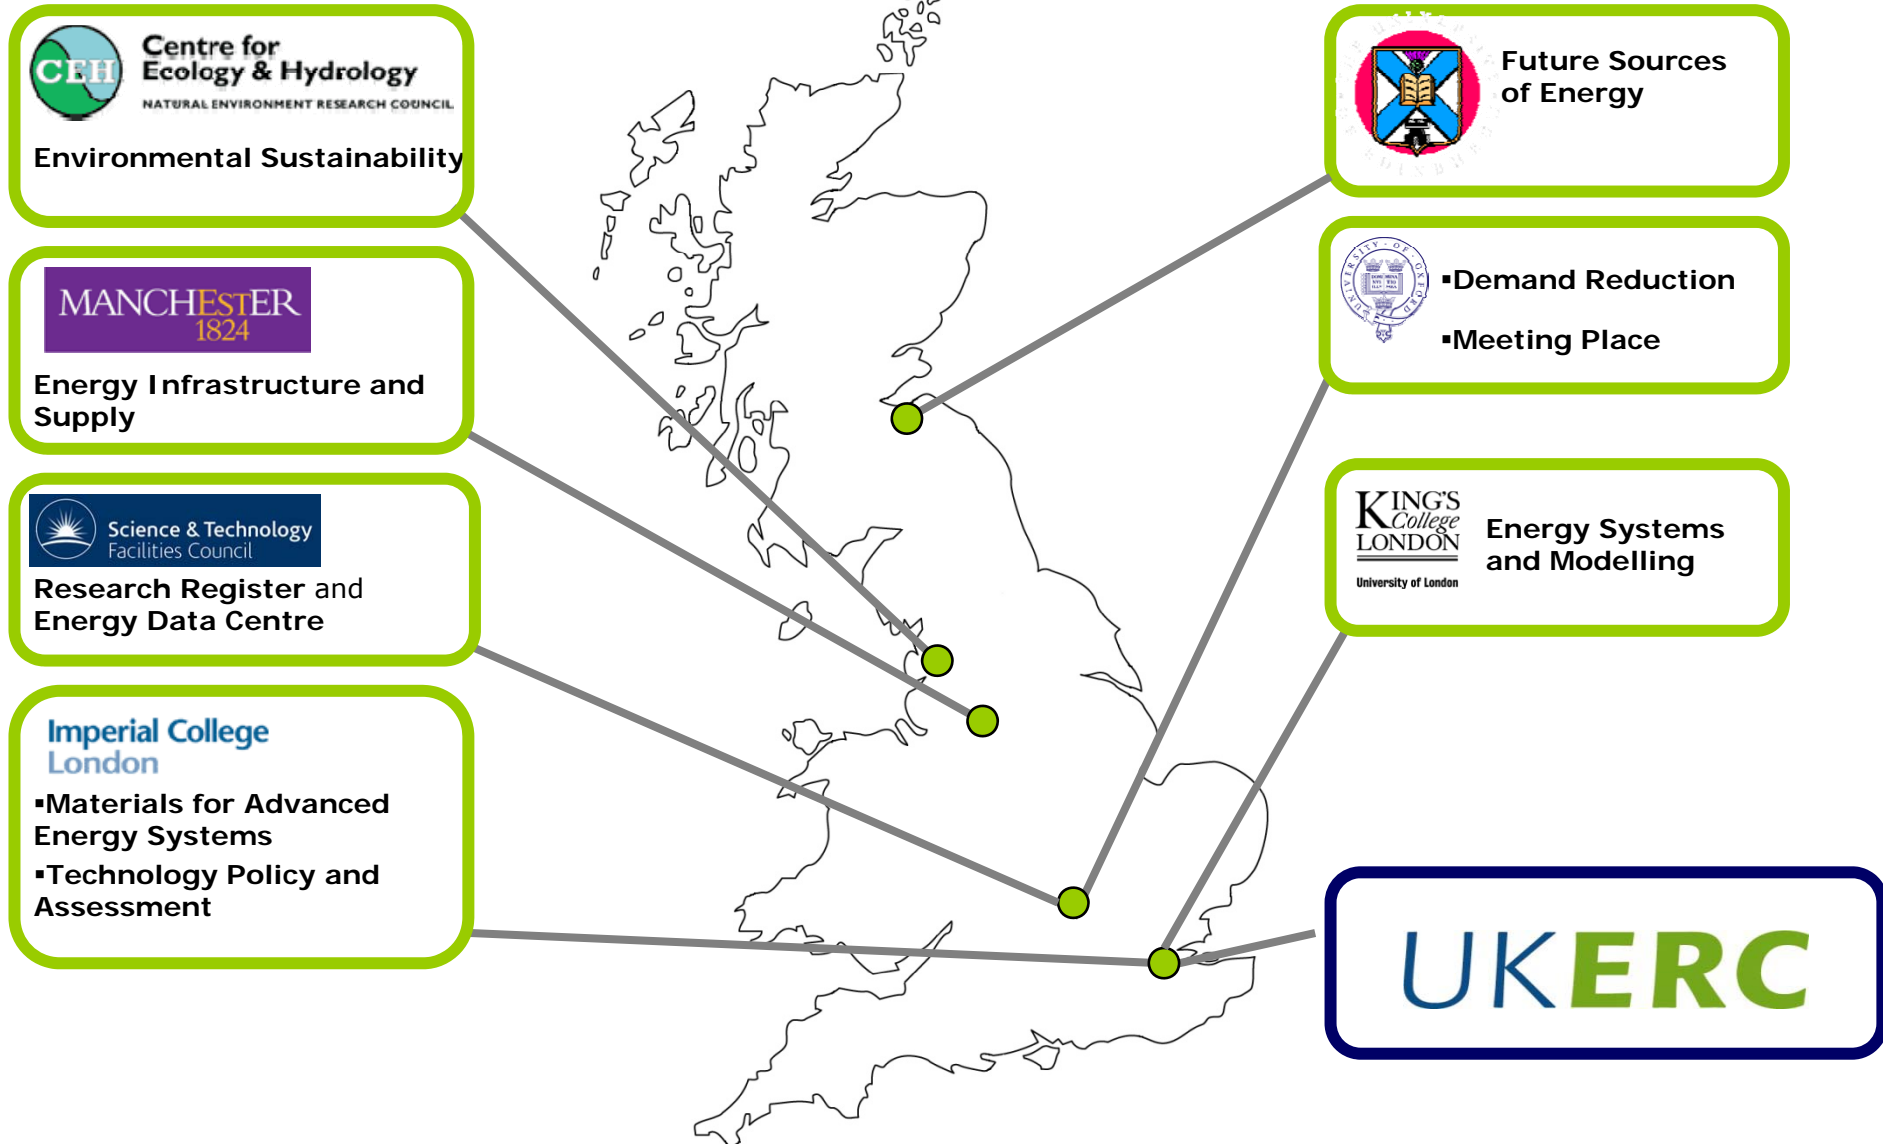 CEH
Centre for
Ecology & Hydrology
NATURAL ENVIRONMENT RESEARCH COUNCIL
Environmental Sustainability
MANCHESTER
1824
Energy Infrastructure and
Supply
Science & Technology
Facilities Council
Research Register and
Energy Data Centre
Imperial College
London
▪Materials for Advanced
Energy Systems
▪Technology Policy and
Assessment
Future Sources
of Energy
UNIVERSITY OF OXFORD
▪Demand Reduction
▪Meeting Place
KING'S
College
LONDON
University of London
Energy Systems
and Modelling
UKERC